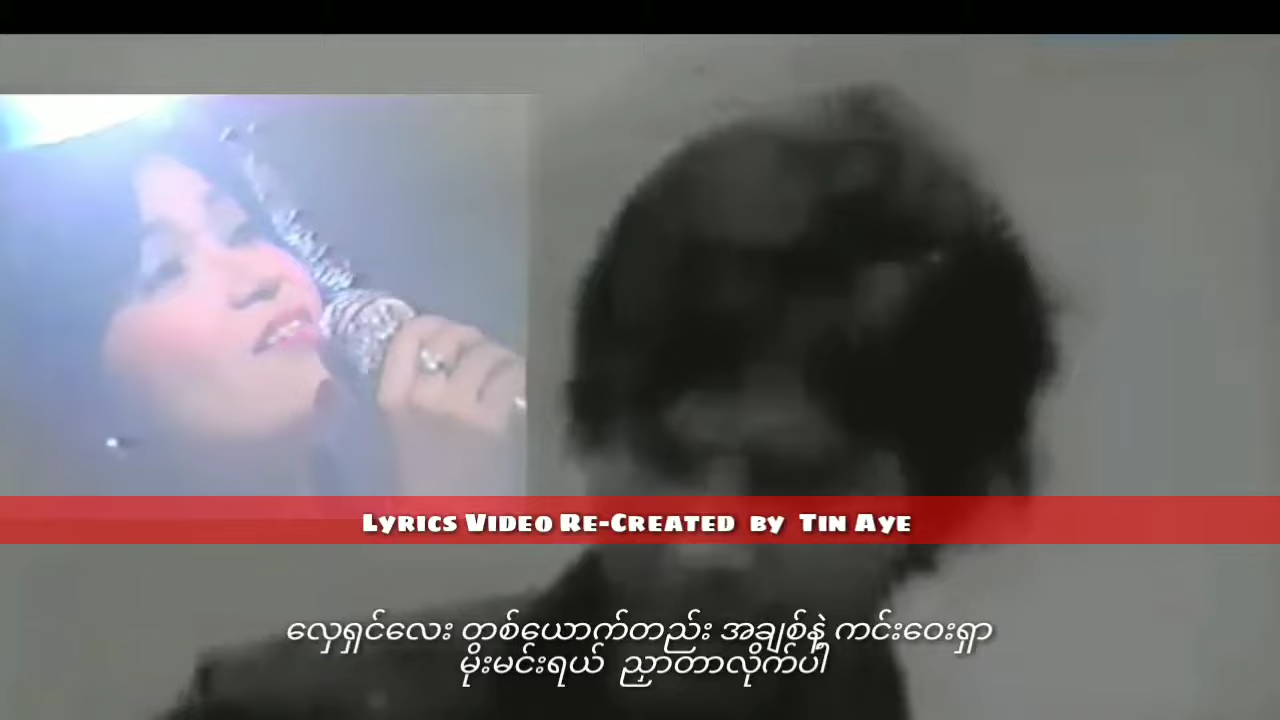 Lyrics Video Re-Created by Tin Aye
လှေရှင်လေး တစ်ယောက်တည်း အချစ်နဲ့ ကင်းဝေးရှာ
မိုးမင်းရယ် ညှာတာလိုက်ပါ